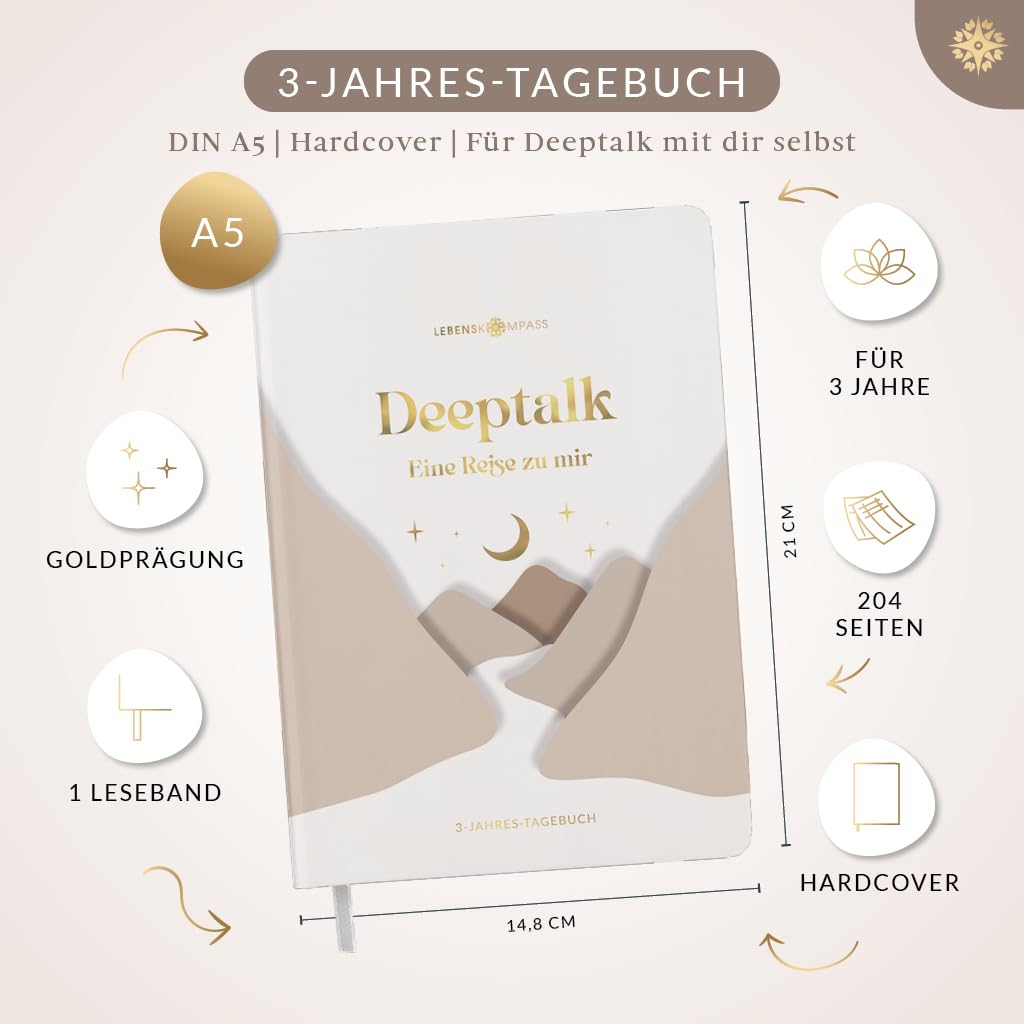 3-JAHRES-TAGEBUCH
DIN A5 | Hardcover | Für Deeptalk mit dir selbst
A5
LEBENSKOMPASS
Deeptalk
Eine Reise zu mir
3-JAHRES-TAGEBUCH
GOLDPRÄGUNG
1 LESEBAND
FÜR
3 JAHRE
21 CM
204
SEITEN
HARDCOVER
14,8 CM